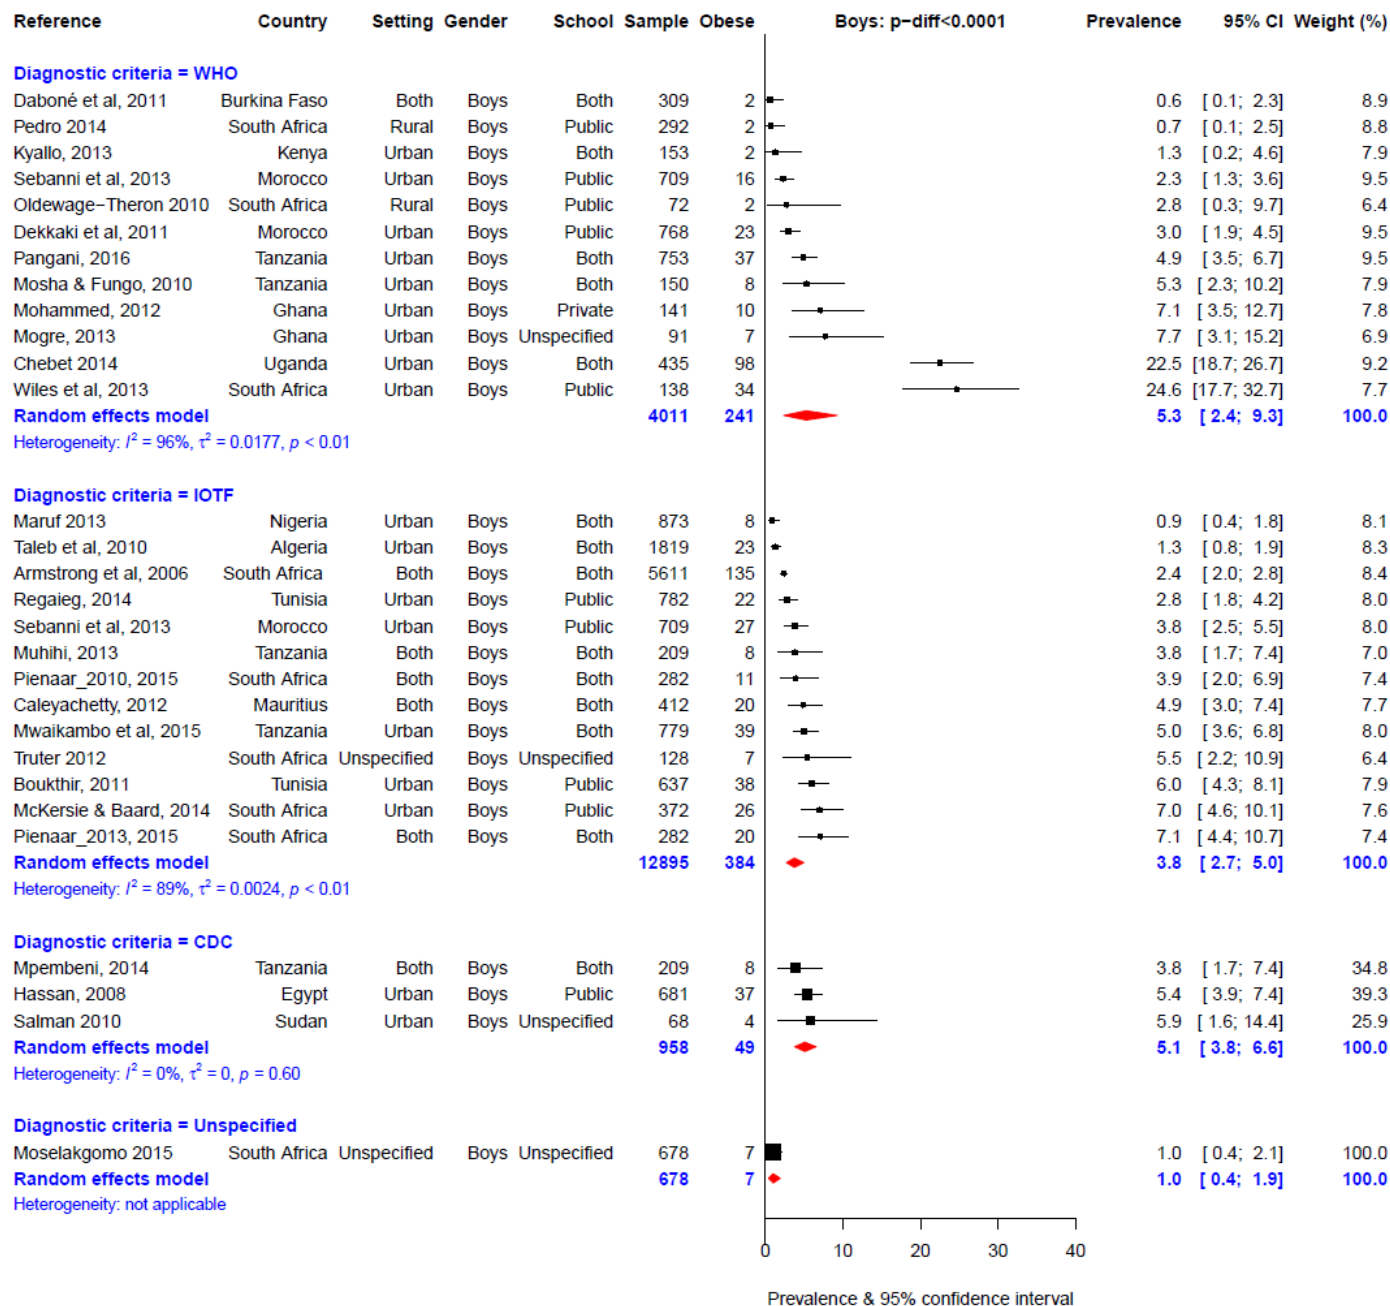 Reference Country Setting Gender School Sample Obese Boys: p−diff<0.0001 Prevalence 95% CI Weight (%)
Diagnostic criteria = WHO
Daboné et al, 2011 Burkina Faso Both Boys Both 309 2 0.6 [ 0.1; 2.3] 8.9
Pedro 2014 South Africa Rural Boys Public 292 2 0.7 [ 0.1; 2.5] 8.8
Kyallo, 2013 Kenya Urban Boys Both 153 2 1.3 [ 0.2; 4.6] 7.9
Sebanni et al, 2013 Morocco Urban Boys Public 709 16 2.3 [ 1.3; 3.6] 9.5
Oldewage−Theron 2010 South Africa Rural Boys Public 72 2 2.8 [ 0.3; 9.7] 6.4
Dekkaki et al, 2011 Morocco Urban Boys Public 768 23 3.0 [ 1.9; 4.5] 9.5
Pangani, 2016 Tanzania Urban Boys Both 753 37 4.9 [ 3.5; 6.7] 9.5
Mosha & Fungo, 2010 Tanzania Urban Boys Both 150 8 5.3 [ 2.3; 10.2] 7.9
Mohammed, 2012 Ghana Urban Boys Private 141 10 7.1 [ 3.5; 12.7] 7.8
Mogre, 2013 Ghana Urban Boys Unspecified 91 7 7.7 [ 3.1; 15.2] 6.9
Chebet 2014 Uganda Urban Boys Both 435 98 22.5 [18.7; 26.7] 9.2
Wiles et al, 2013 South Africa Urban Boys Public 138 34 24.6 [17.7; 32.7] 7.7
Random effects model 4011 241 5.3 [ 2.4; 9.3] 100.0
Heterogeneity: I² = 96%, τ² = 0.0177, p < 0.01
Diagnostic criteria = IOTF
Maruf 2013 Nigeria Urban Boys Both 873 8 0.9 [ 0.4; 1.8] 8.1
Taleb et al, 2010 Algeria Urban Boys Both 1819 23 1.3 [ 0.8; 1.9] 8.3
Armstrong et al, 2006 South Africa Both Boys Both 5611 135 2.4 [ 2.0; 2.8] 8.4
Regaieg, 2014 Tunisia Urban Boys Public 782 22 2.8 [ 1.8; 4.2] 8.0
Sebanni et al, 2013 Morocco Urban Boys Public 709 27 3.8 [ 2.5; 5.5] 8.0
Muhihi, 2013 Tanzania Both Boys Both 209 8 3.8 [ 1.7; 7.4] 7.0
Pienaar_2010, 2015 South Africa Both Boys Both 282 11 3.9 [ 2.0; 6.9] 7.4
Caleyachetty, 2012 Mauritius Both Boys Both 412 20 4.9 [ 3.0; 7.4] 7.7
Mwaikambo et al, 2015 Tanzania Urban Boys Both 779 39 5.0 [ 3.6; 6.8] 8.0
Truter 2012 South Africa Unspecified Boys Unspecified 128 7 5.5 [ 2.2; 10.9] 6.4
Boukthir, 2011 Tunisia Urban Boys Public 637 38 6.0 [ 4.3; 8.1] 7.9
McKersie & Baard, 2014 South Africa Urban Boys Public 372 26 7.0 [ 4.6; 10.1] 7.6
Pienaar_2013, 2015 South Africa Both Boys Both 282 20 7.1 [ 4.4; 10.7] 7.4
Random effects model 12895 384 3.8 [ 2.7; 5.0] 100.0
Heterogeneity: I² = 89%, τ² = 0.0024, p < 0.01
Diagnostic criteria = CDC
Mpembeni, 2014 Tanzania Both Boys Both 209 8 3.8 [ 1.7; 7.4] 34.8
Hassan, 2008 Egypt Urban Boys Public 681 37 5.4 [ 3.9; 7.4] 39.3
Salman 2010 Sudan Urban Boys Unspecified 68 4 5.9 [ 1.6; 14.4] 25.9
Random effects model 958 49 5.1 [ 3.8; 6.6] 100.0
Heterogeneity: I² = 0%, τ² = 0, p = 0.60
Diagnostic criteria = Unspecified
Moselakgomo 2015 South Africa Unspecified Boys Unspecified 678 7 1.0 [ 0.4; 2.1] 100.0
Random effects model 678 7 1.0 [ 0.4; 1.9] 100.0
Heterogeneity: not applicable
0 10 20 30 40
Prevalence & 95% confidence interval